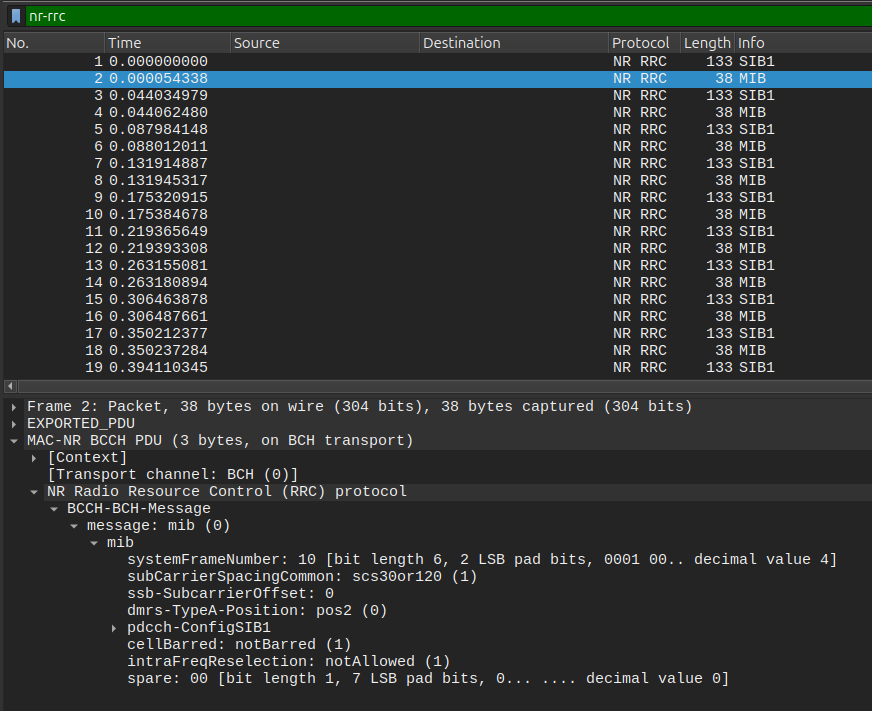 nr-rrc
No. Time Source Destination Protocol Length Info
1 0.000000000 NR RRC 133 SIB1
2 0.000054338 NR RRC 38 MIB
3 0.044034979 NR RRC 133 SIB1
4 0.044062480 NR RRC 38 MIB
5 0.087984148 NR RRC 133 SIB1
6 0.088012011 NR RRC 38 MIB
7 0.131914887 NR RRC 133 SIB1
8 0.131945317 NR RRC 38 MIB
9 0.175320915 NR RRC 133 SIB1
10 0.175384678 NR RRC 38 MIB
11 0.219365649 NR RRC 133 SIB1
12 0.219393308 NR RRC 38 MIB
13 0.263155081 NR RRC 133 SIB1
14 0.263180894 NR RRC 38 MIB
15 0.306463878 NR RRC 133 SIB1
16 0.306487661 NR RRC 38 MIB
17 0.350212377 NR RRC 133 SIB1
18 0.350237284 NR RRC 38 MIB
19 0.394110345 NR RRC 133 SIB1
Frame 2: Packet, 38 bytes on wire (304 bits), 38 bytes captured (304 bits)
EXPORTED_PDU
MAC-NR BCCH PDU (3 bytes, on BCH transport)
[Context]
[Transport channel: BCH (0)]
NR Radio Resource Control (RRC) protocol
BCCH-BCH-Message
message: mib (0)
mib
systemFrameNumber: 10 [bit length 6, 2 LSB pad bits, 0001 00.. decimal value 4]
subCarrierSpacingCommon: scs30or120 (1)
ssb-SubcarrierOffset: 0
dmrs-TypeA-Position: pos2 (0)
pdcch-ConfigSIB1
cellBarred: notBarred (1)
intraFreqReselection: notAllowed (1)
spare: 00 [bit length 1, 7 LSB pad bits, 0... .... decimal value 0]